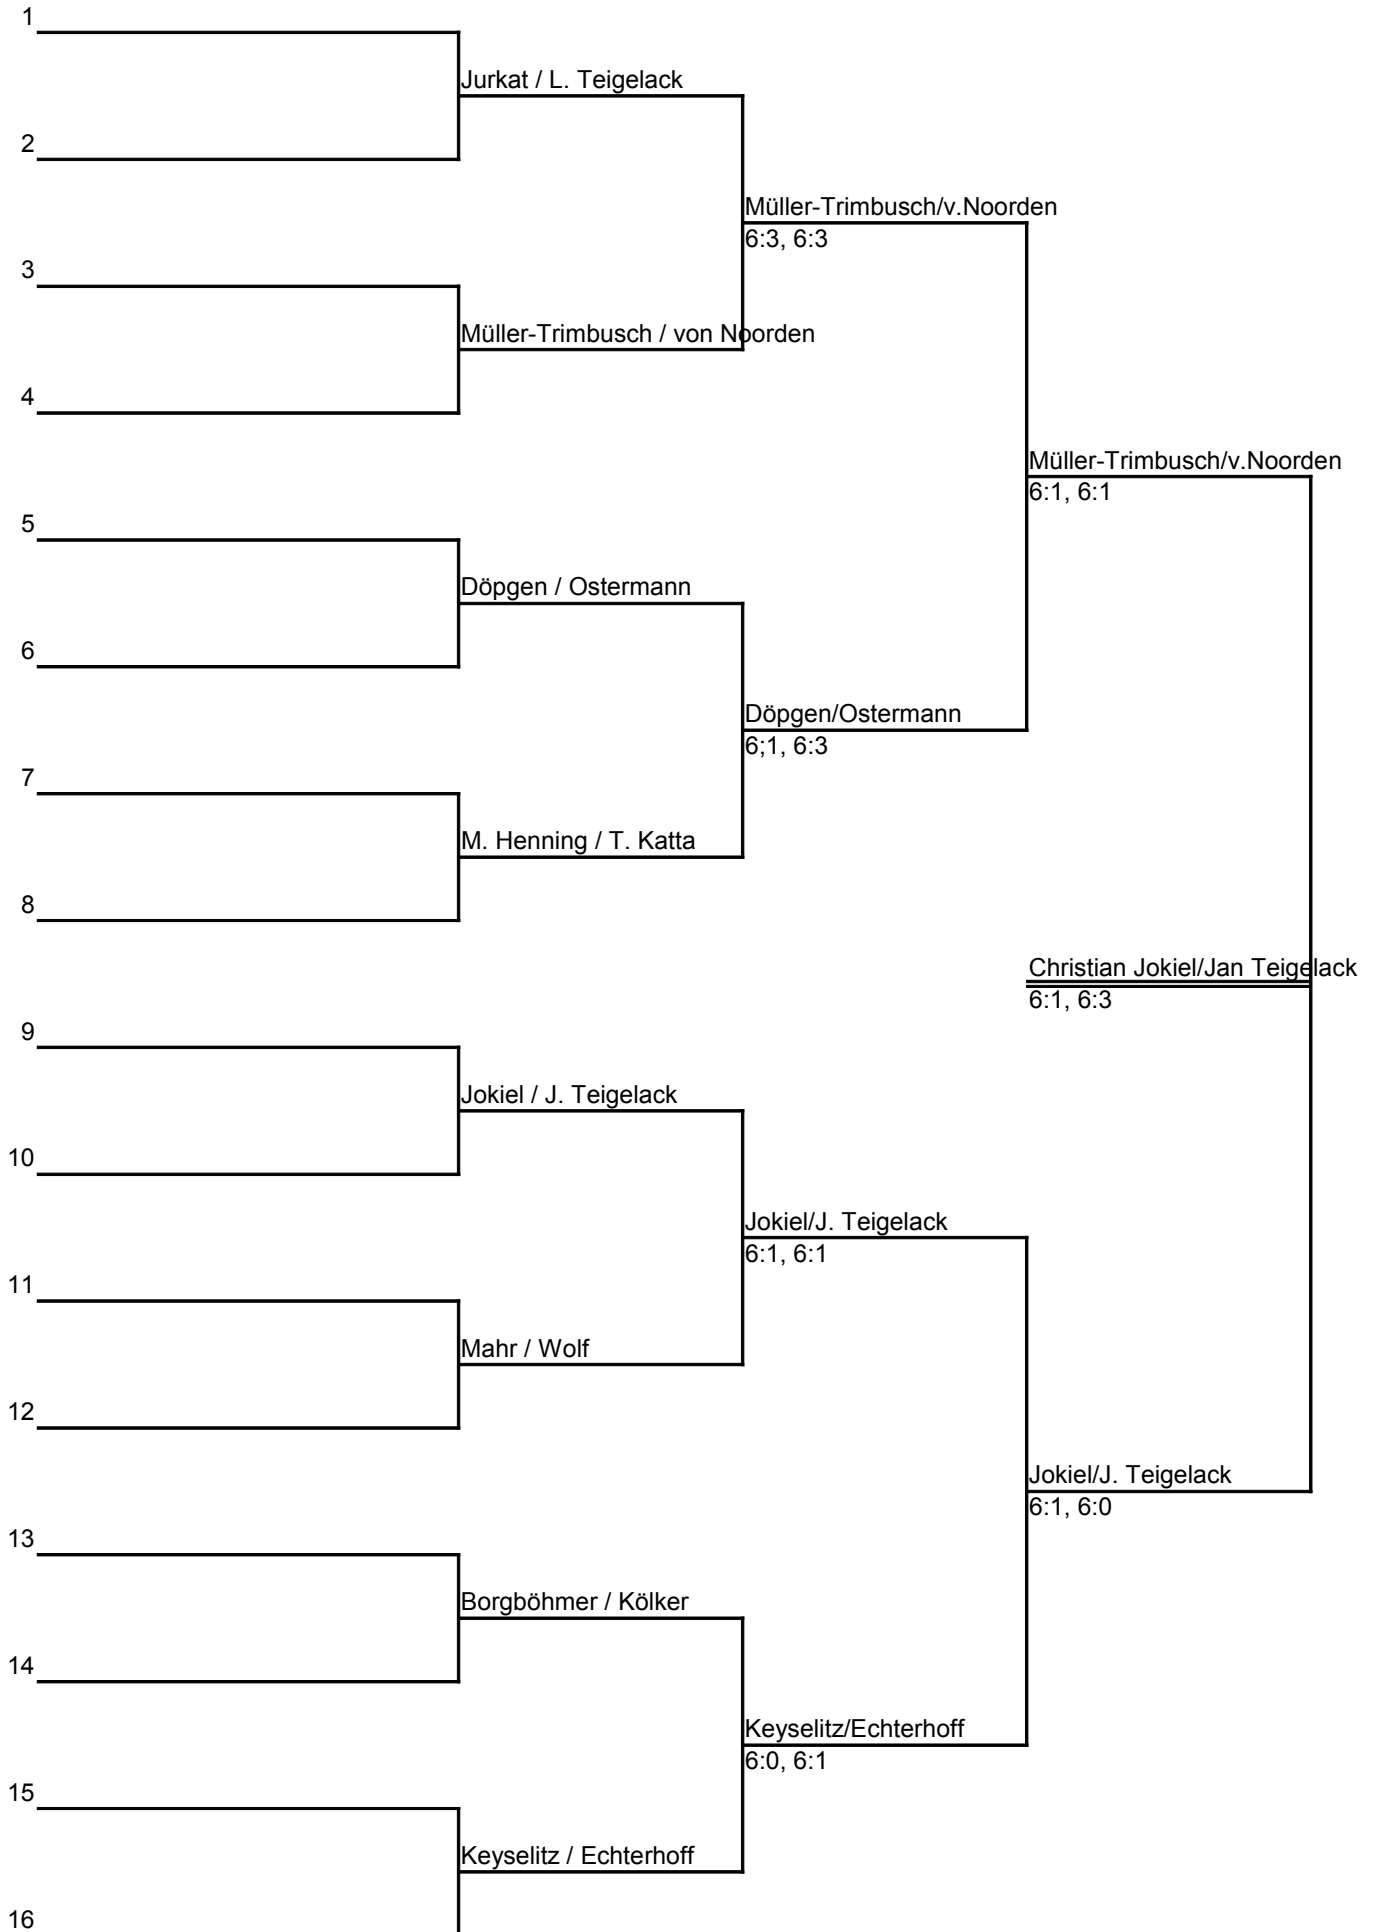 1
Jurkat / L. Teigelack
2
Müller-Trimbusch/v.Noorden
6:3, 6:3
3
Müller-Trimbusch / von Noorden
4
Müller-Trimbusch/v.Noorden
6:1, 6:1
5
Döpgen / Ostermann
6
Döpgen/Ostermann
6;1, 6:3
7
M. Henning / T. Katta
8
Christian Jokiel/Jan Teigelack
6:1, 6:3
9
Jokiel / J. Teigelack
10
Jokiel/J. Teigelack
6:1, 6:1
11
Mahr / Wolf
12
Jokiel/J. Teigelack
6:1, 6:0
13
Borgböhmer / Kölker
14
Keyselitz/Echterhoff
6:0, 6:1
15
Keyselitz / Echterhoff
16